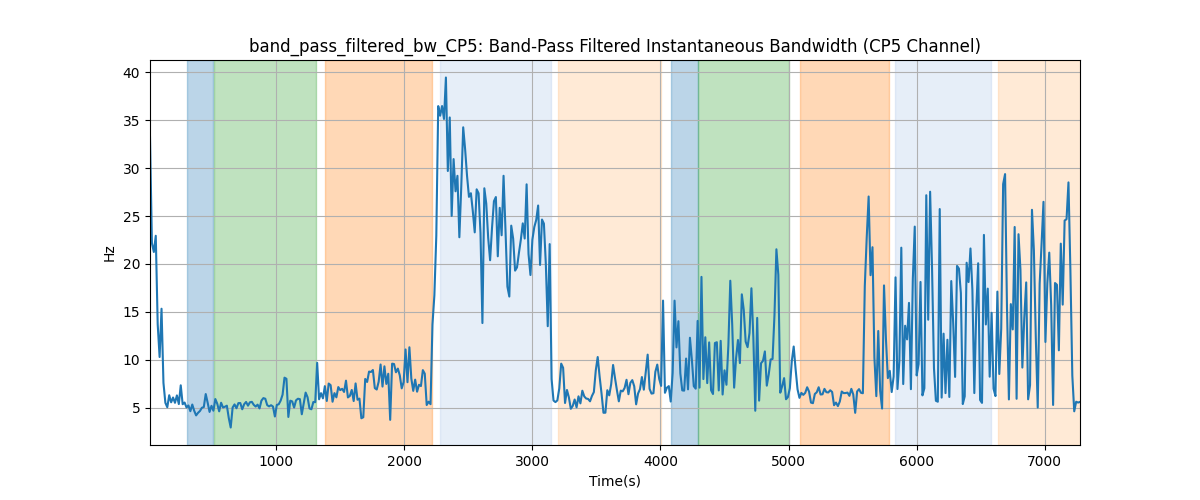 band_pass_filtered_bw_CP5: Band-Pass Filtered Instantaneous Bandwidth (CP5 Channel)
40
35
30
25
20
15
10
5
Hz
1000 2000 3000 4000 5000 6000 7000
Time(s)